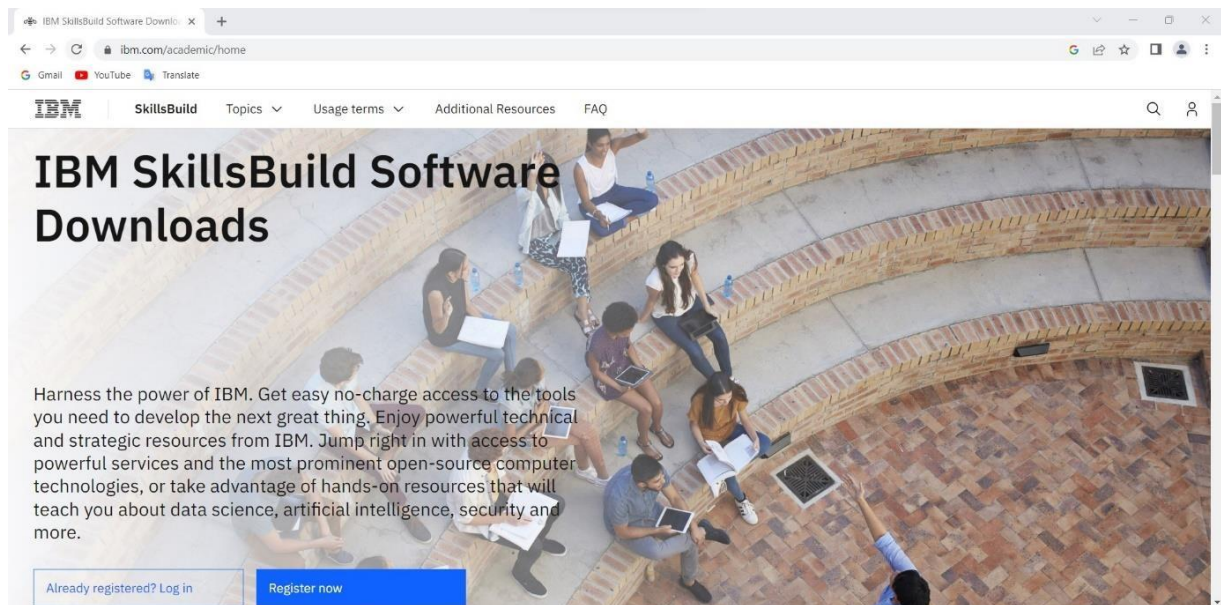 IBM SkillsBuild Software Downlo
ibm.com/academic/home
Gmail YouTube Translate
IBM SkillsBuild Topics Usage terms Additional Resources FAQ
IBM SkillsBuild Software
Downloads
Harness the power of IBM. Get easy no-charge access to the tools
you need to develop the next great thing. Enjoy powerful technical
and strategic resources from IBM. Jump right in with access to
powerful services and the most prominent open-source computer
technologies, or take advantage of hands-on resources that will
teach you about data science, artificial intelligence, security and
more.
Already registered? Log in Register now